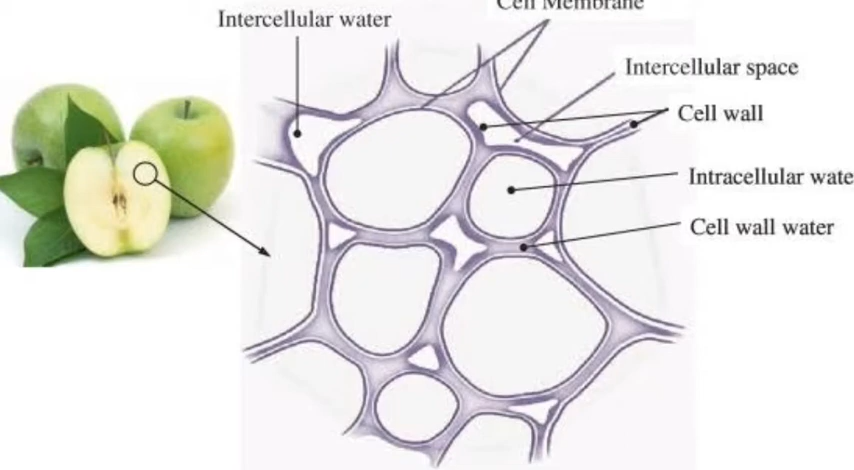 Cell Membrane
Intercellular water
Intercellular space
Cell wall
Intracellular wate
Cell wall water